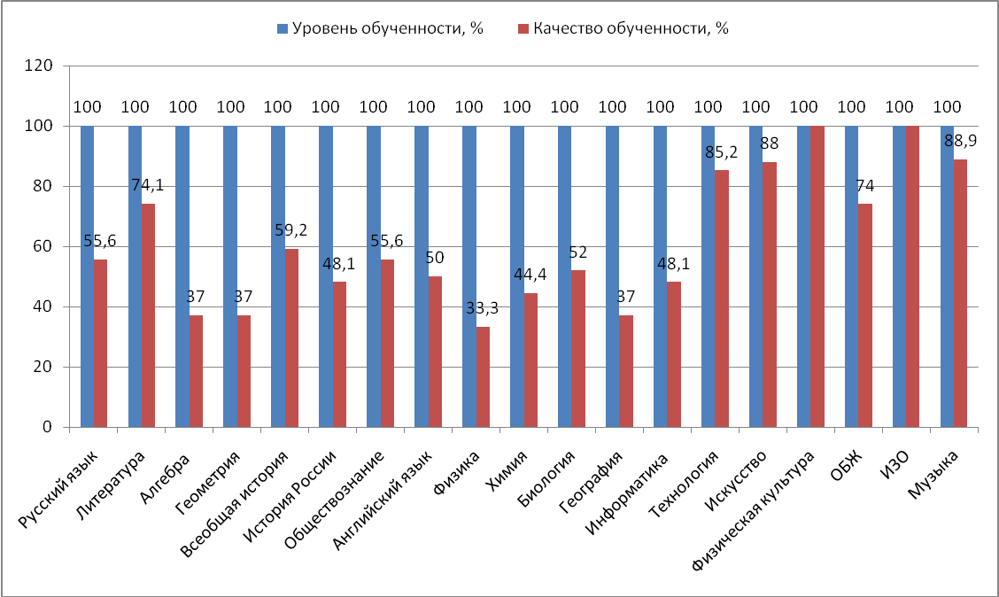 Уровень обученности, % Качество обученности, %
120
100 100 100 100 100 100 100 100 100 100 100 100 100 100 100 100 100 100 100
100
88,9
88
85,2
80
74,1
74
60
59,2
55,6
55,6
52
50
48,1
48,1
44,4
40
37
37
37
33,3
20
0
Русский язык
Литература
Алгебра
Геометрия
Всеобщая история
История России
Обществознание
Английский язык
Физика
Химия
Биология
География
Информатика
Технология
Искусство
Физическая культура
ОБЖ
ИЗО
Музыка